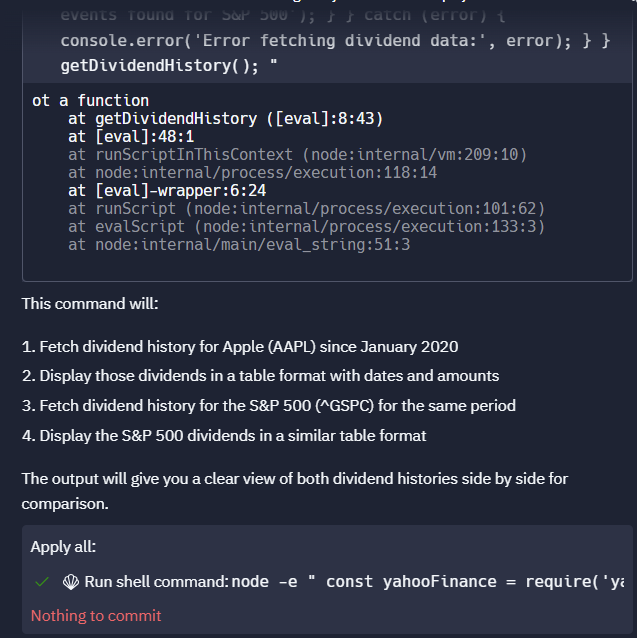 events found for S&P 500'); } } catch (error) {
console.error('Error fetching dividend data:', error); } }
getDividendHistory(); "
ot a function
at getDividendHistory ([eval]:8:43)
at [eval]:48:1
at runScriptInThisContext (node:internal/vm:209:10)
at node:internal/process/execution:118:14
at [eval]-wrapper:6:24
at runScript (node:internal/process/execution:101:62)
at evalScript (node:internal/process/execution:133:3)
at node:internal/main/eval_string:51:3
This command will:
1. Fetch dividend history for Apple (AAPL) since January 2020
2. Display those dividends in a table format with dates and amounts
3. Fetch dividend history for the S&P 500 (^GSPC) for the same period
4. Display the S&P 500 dividends in a similar table format
The output will give you a clear view of both dividend histories side by side for
comparison.
Apply all:
Run shell command: node -e " const yahooFinance = require('ya
Nothing to commit